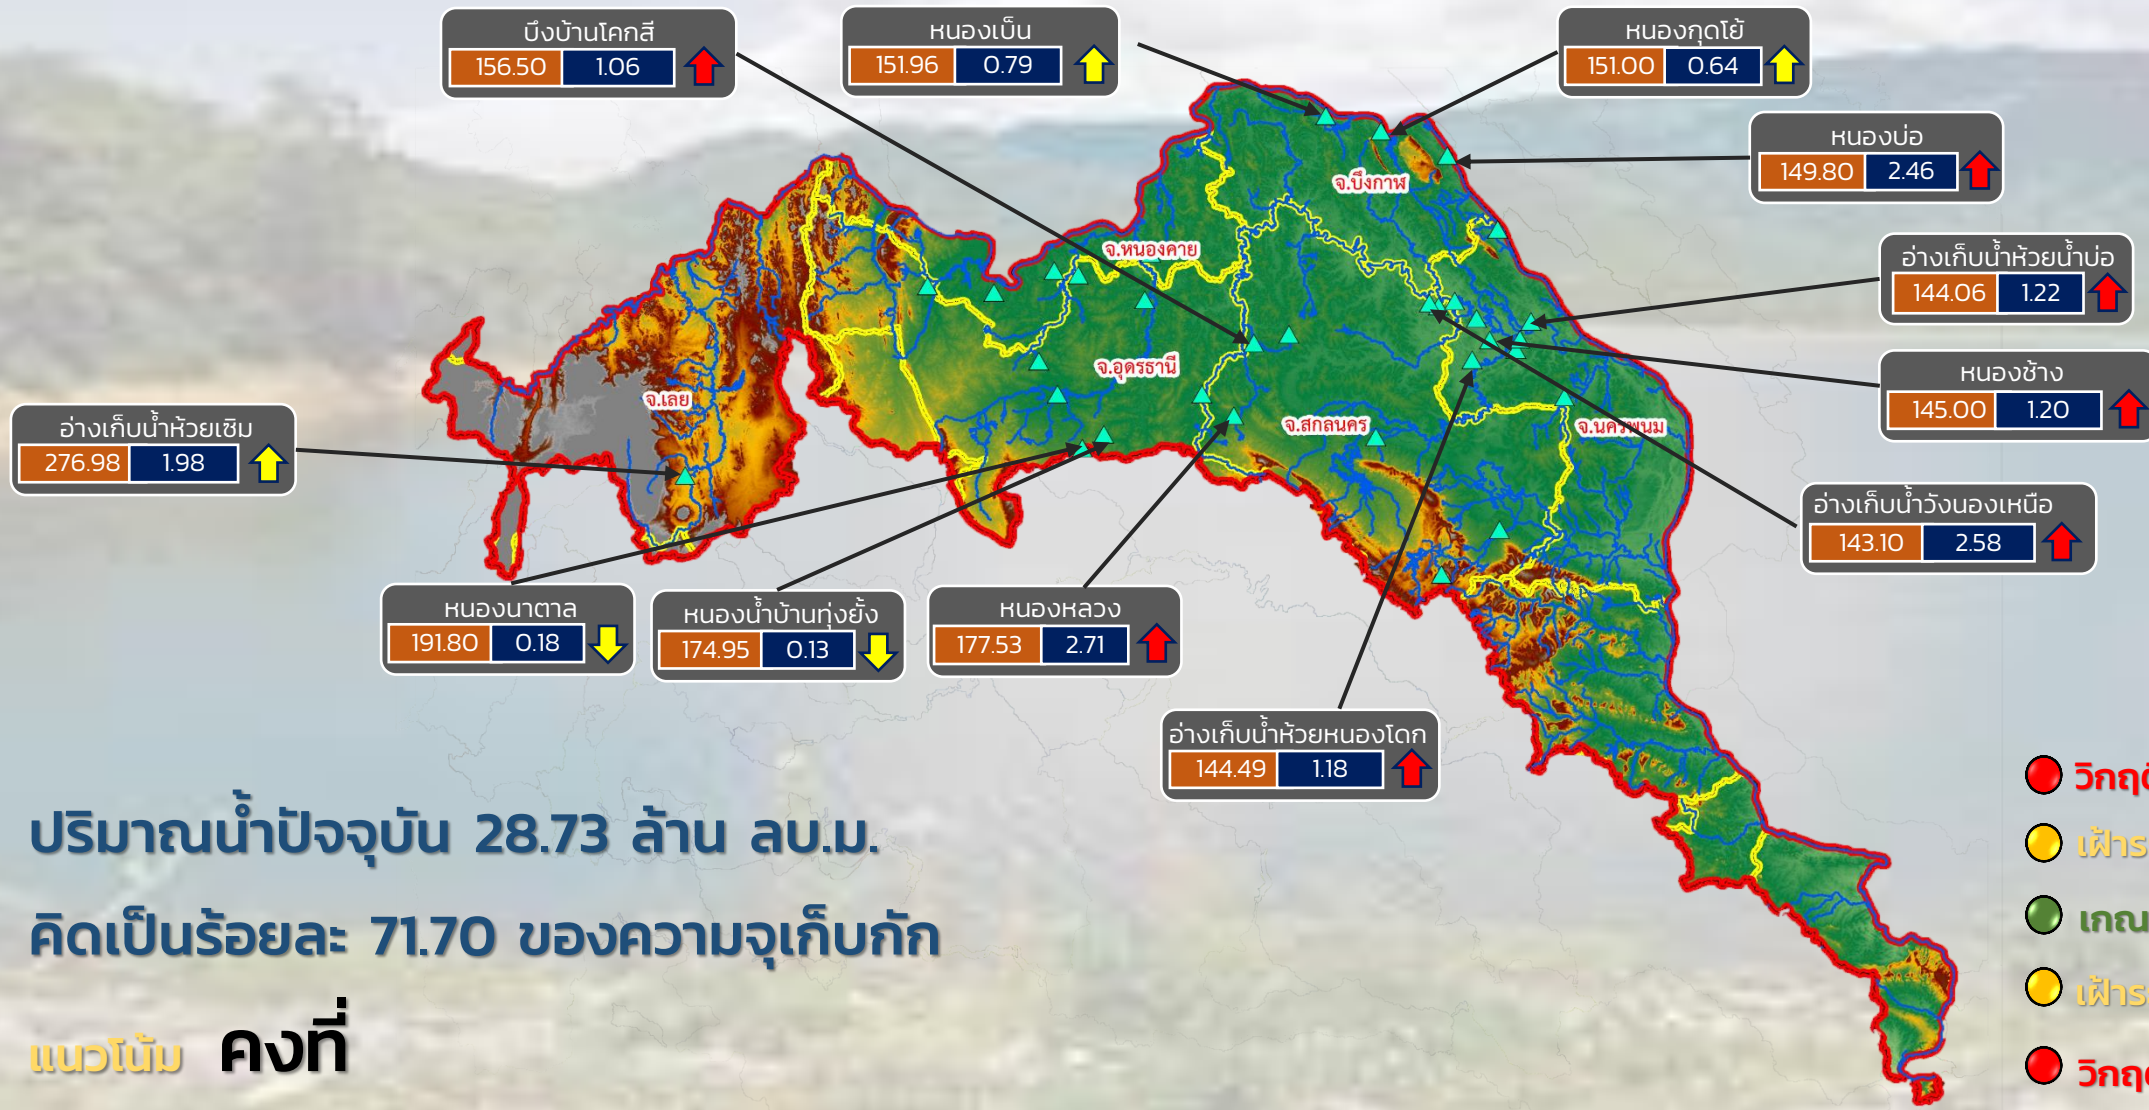 บึงบ้านโคกสี
156.50 1.06
หนองเบ็น
151.96 0.79
หนองกุดโย้
151.00 0.64
หนองบ่อ
149.80 2.46
อ่างเก็บน้ำห้วยน้ำบ่อ
144.06 1.22
หนองช้าง
145.00 1.20
อ่างเก็บน้ำวังนองเหนือ
143.10 2.58
อ่างเก็บน้ำห้วยเซิม
276.98 1.98
หนองนาตาล
191.80 0.18
หนองน้ำบ้านทุ่งยั้ง
174.95 0.13
หนองหลวง
177.53 2.71
อ่างเก็บน้ำห้วยหนองโดก
144.49 1.18
จ.บึงกาฬ
จ.หนองคาย
จ.อุดรธานี
จ.เลย
จ.สกลนคร
จ.นครพนม
ปริมาณน้ำปัจจุบัน 28.73 ล้าน ลบ.ม.
คิดเป็นร้อยละ 71.70 ของความจุเก็บกัก
แนวโน้ม คงที่